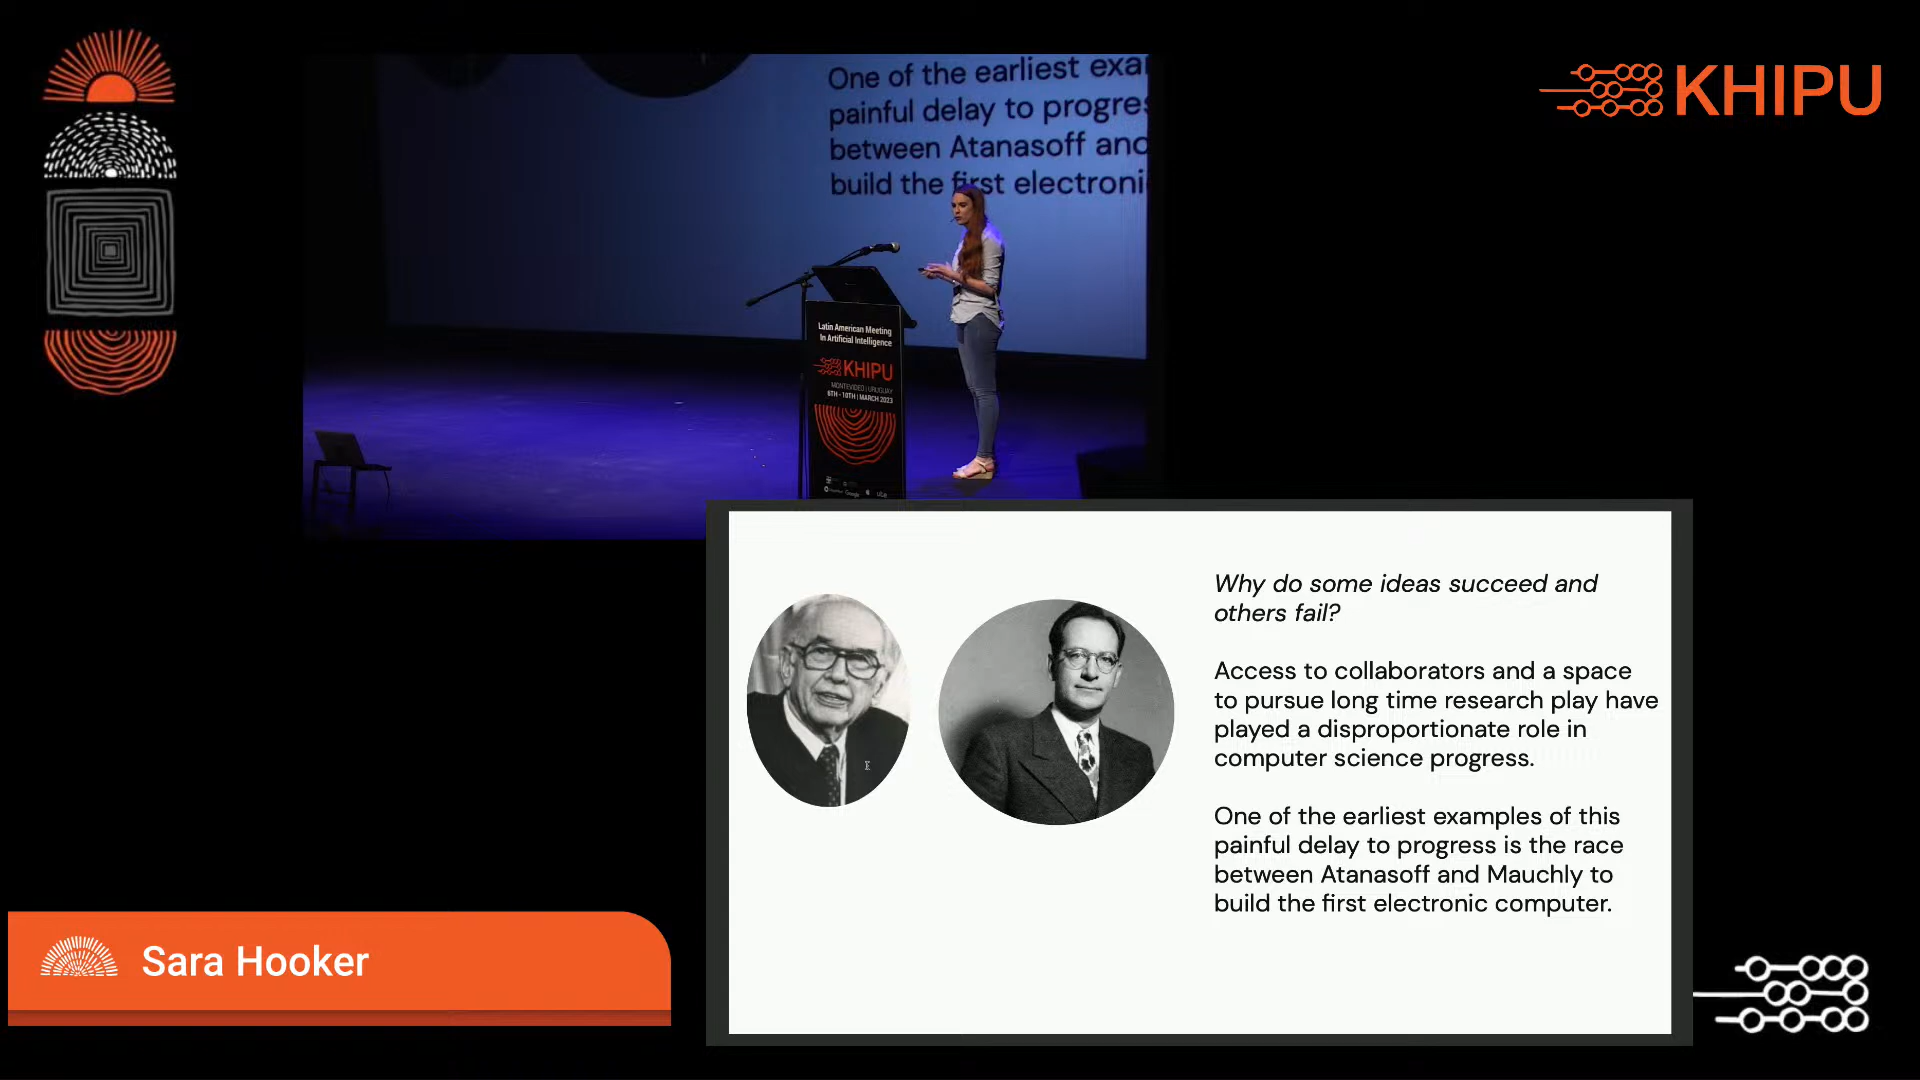 KHIPU
One of the earliest exa
painful delay to progre
between Atanasoff and
build the first electroni
Latin American Meeting
In Artificial Intelligence
KHIPU
MONTEVIDEO | URUGUAY
6TH - 10TH | MARCH 2023
Google
Why do some ideas succeed and
others fail?
Access to collaborators and a space
to pursue long time research play have
played a disproportionate role in
computer science progress.
One of the earliest examples of this
painful delay to progress is the race
between Atanasoff and Mauchly to
build the first electronic computer.
Sara Hooker